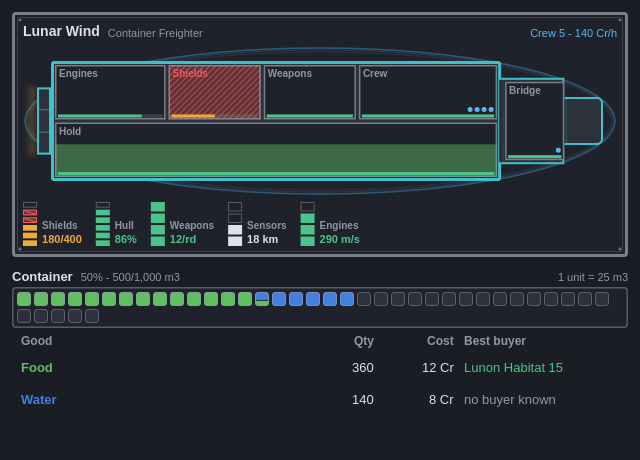 Lunar Wind Container Freighter Crew 5 - 140 Cr/h
Engines Shields Weapons Crew
Bridge
Hold
Shields Hull Weapons Sensors Engines
180/400 86% 12/rd 18 km 290 m/s
Container 50% - 500/1,000 m3 1 unit = 25 m3
Good Qty Cost Best buyer
Food 360 12 Cr Lunon Habitat 15
Water 140 8 Cr no buyer known